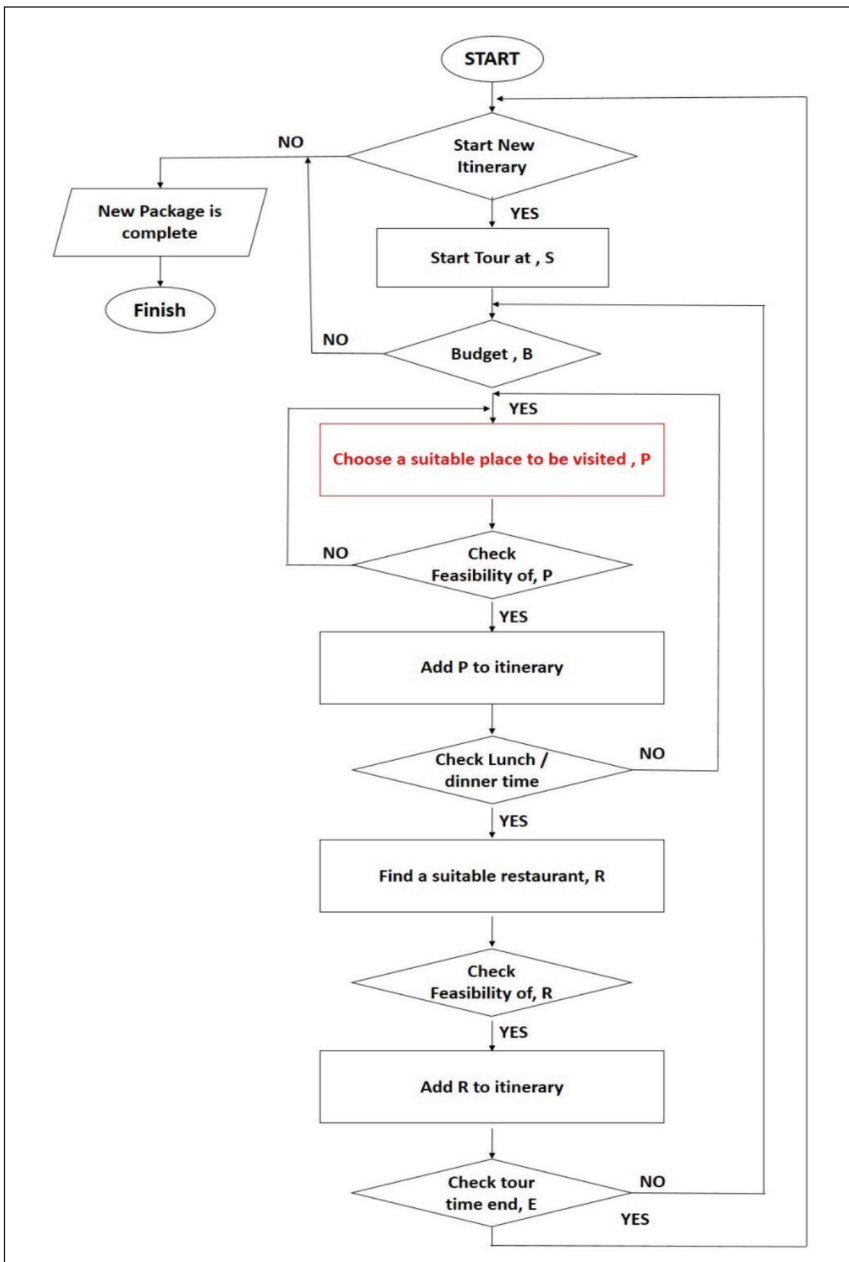 START
NO
Start New
Itinerary
New Package is
complete
YES
Start Tour at , S
Finish
NO
Budget , B
YES
Choose a suitable place to be visited , P
NO
Check
Feasibility of, P
YES
Add P to itinerary
Check Lunch /
dinner time
NO
YES
Find a suitable restaurant, R
Check
Feasibility of, R
YES
Add R to itinerary
Check tour
time end, E
NO
YES